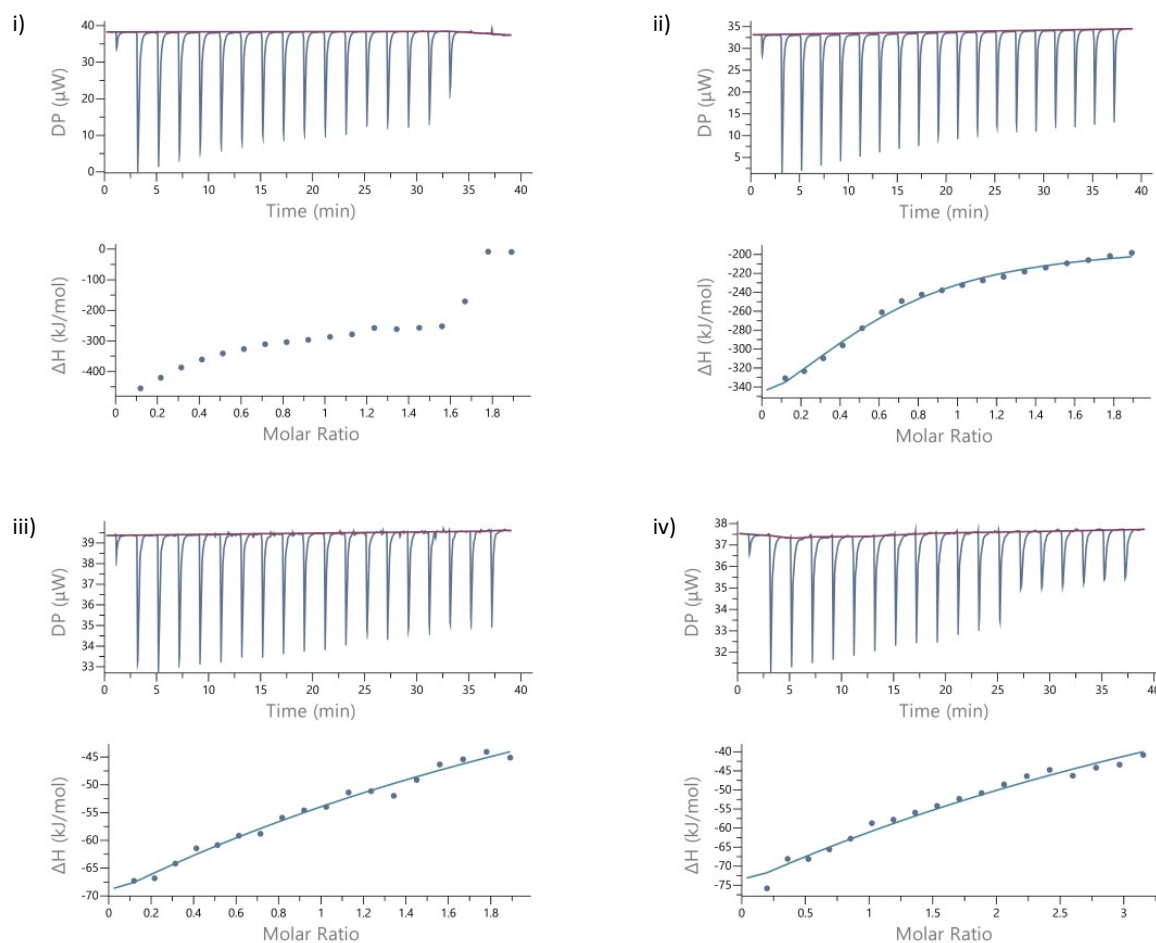 i)
DP (µW)
40
30
20
10
0
0 5 10 15 20 25 30 35 40
Time (min)
ΔH (kJ/mol)
0
-100
-200
-300
-400
0 0.2 0.4 0.6 0.8 1 1.2 1.4 1.6 1.8
Molar Ratio
ii)
DP (µW)
35
30
25
35
15
10
5
0 5 10 15 20 25 30 35 40
Time (min)
ΔH (kJ/mol)
-200
-220
-240
-260
-280
-300
-320
-340
0 0.2 0.4 0.6 0.8 1 1.2 1.4 1.6 1.8
Molar Ratio
iii)
DP (µW)
39
38
37
36
35
34
33
0 5 10 15 20 25 30 35 40
Time (min)
ΔH (kJ/mol)
-45
-50
-55
-60
-65
-70
0 0.2 0.4 0.6 0.8 1 1.2 1.4 1.6 1.8
Molar Ratio
iv)
DP (µW)
38
37
36
35
34
33
32
0 5 10 15 20 25 30 35 40
Time (min)
ΔH (kJ/mol)
-40
-45
-50
-55
-60
-65
-70
-75
0 0.5 1 1.5 2 2.5 3
Molar Ratio